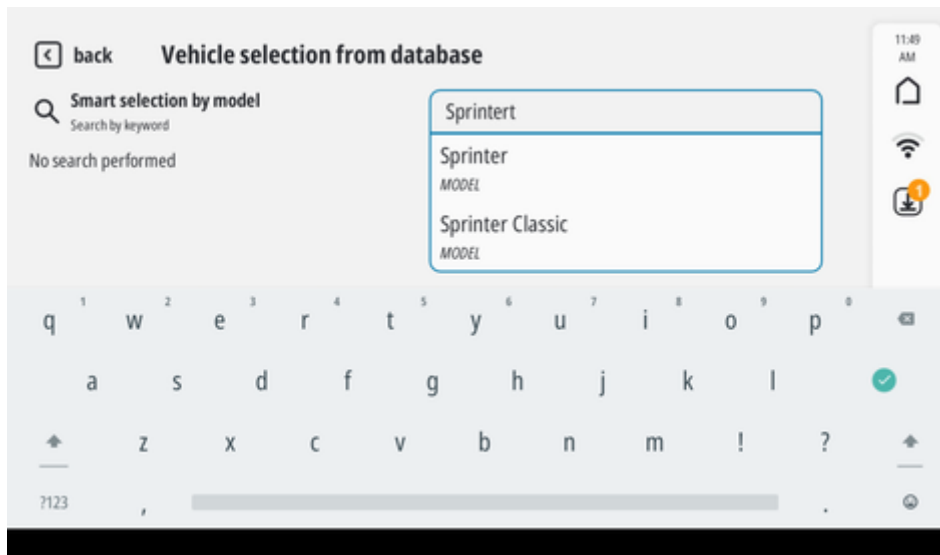 back
Vehicle selection from database
11:49
AM
Smart selection by model
Search by keyword
Sprintert
No search performed
Sprinter
MODEL
Sprinter Classic
MODEL
1
1 2 3 4 5 6 7 8 9 0
q w e r t y u i o p
a s d f g h j k l
z x c v b n m ! ?
?123 , .